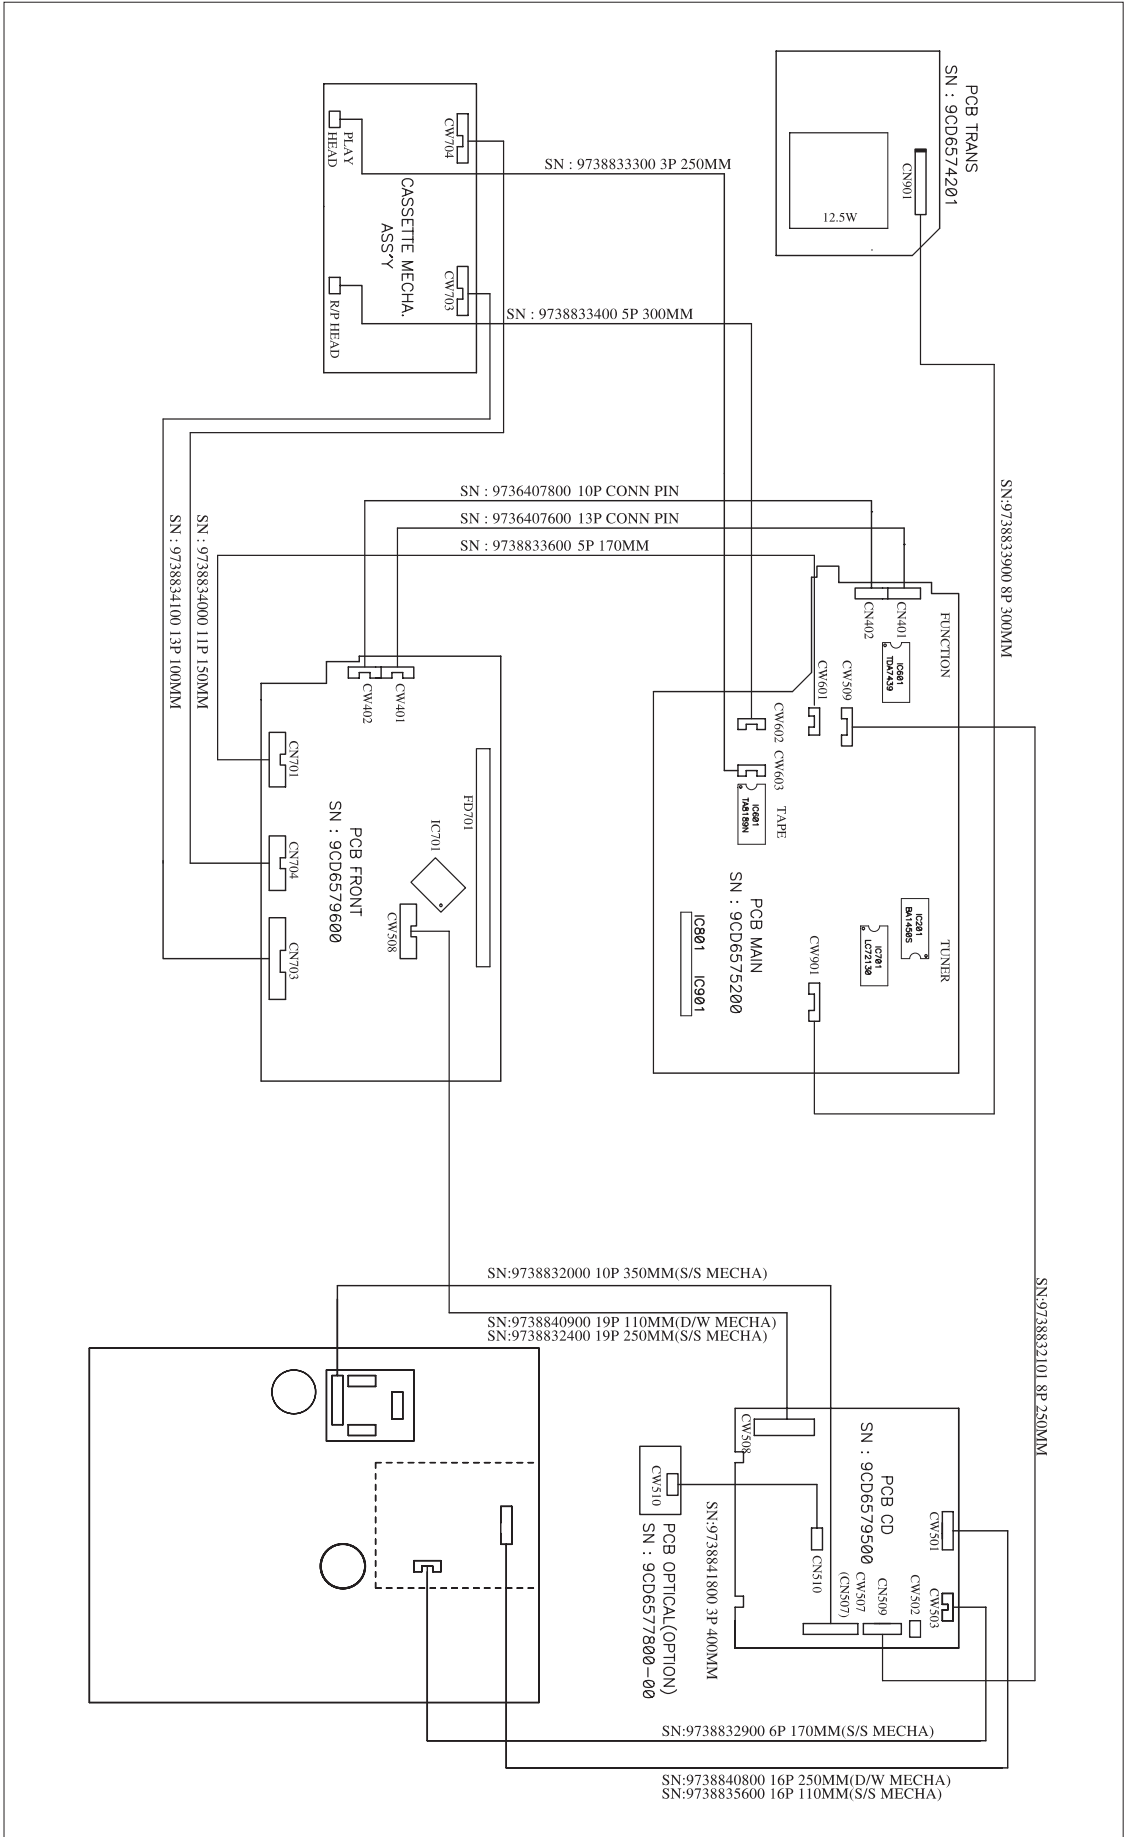 PCB TRANS
SN : 9CD6574201
CN901
12.5W
CW704
PLAY
HEAD
CASSETTE MECHA.
ASS'Y
CW703
R/P HEAD
SN : 9738833300 3P 250MM
SN : 9738833400 5P 300MM
SN:9738833900 8P 300MM
SN : 9736407800 10P CONN PIN
SN : 9736407600 13P CONN PIN
SN : 9738833600 5P 170MM
SN : 9738834000 11P 150MM
SN : 9738834100 13P 100MM
FUNCTION
CN401
CN402
IC601
TDA7439
CW509
CW601
CW602
CW603
TAPE
IC601
TA8189N
PCB MAIN
SN : 9CD6575200
IC801 IC901
TUNER
IC201
BA1450S
IC701
LC72130
CW901
CW401
CW402
CN701
FD701
IC701
PCB FRONT
SN : 9CD6579600
CN704
CW508
CN703
SN:9738832000 10P 350MM(S/S MECHA)
SN:9738840900 19P 110MM(D/W MECHA)
SN:9738832400 19P 250MM(S/S MECHA)
SN:9738832101 8P 250MM
CW508
PCB CD
SN : 9CD6579500
CW501
CW503
CW502
CN509
CW507
(CN507)
CN510
CW510
SN:9738841800 3P 400MM
PCB OPTICAL(OPTION)
SN : 9CD6577800-00
SN:9738832900 6P 170MM(S/S MECHA)
SN:9738840800 16P 250MM(D/W MECHA)
SN:9738835600 16P 110MM(S/S MECHA)